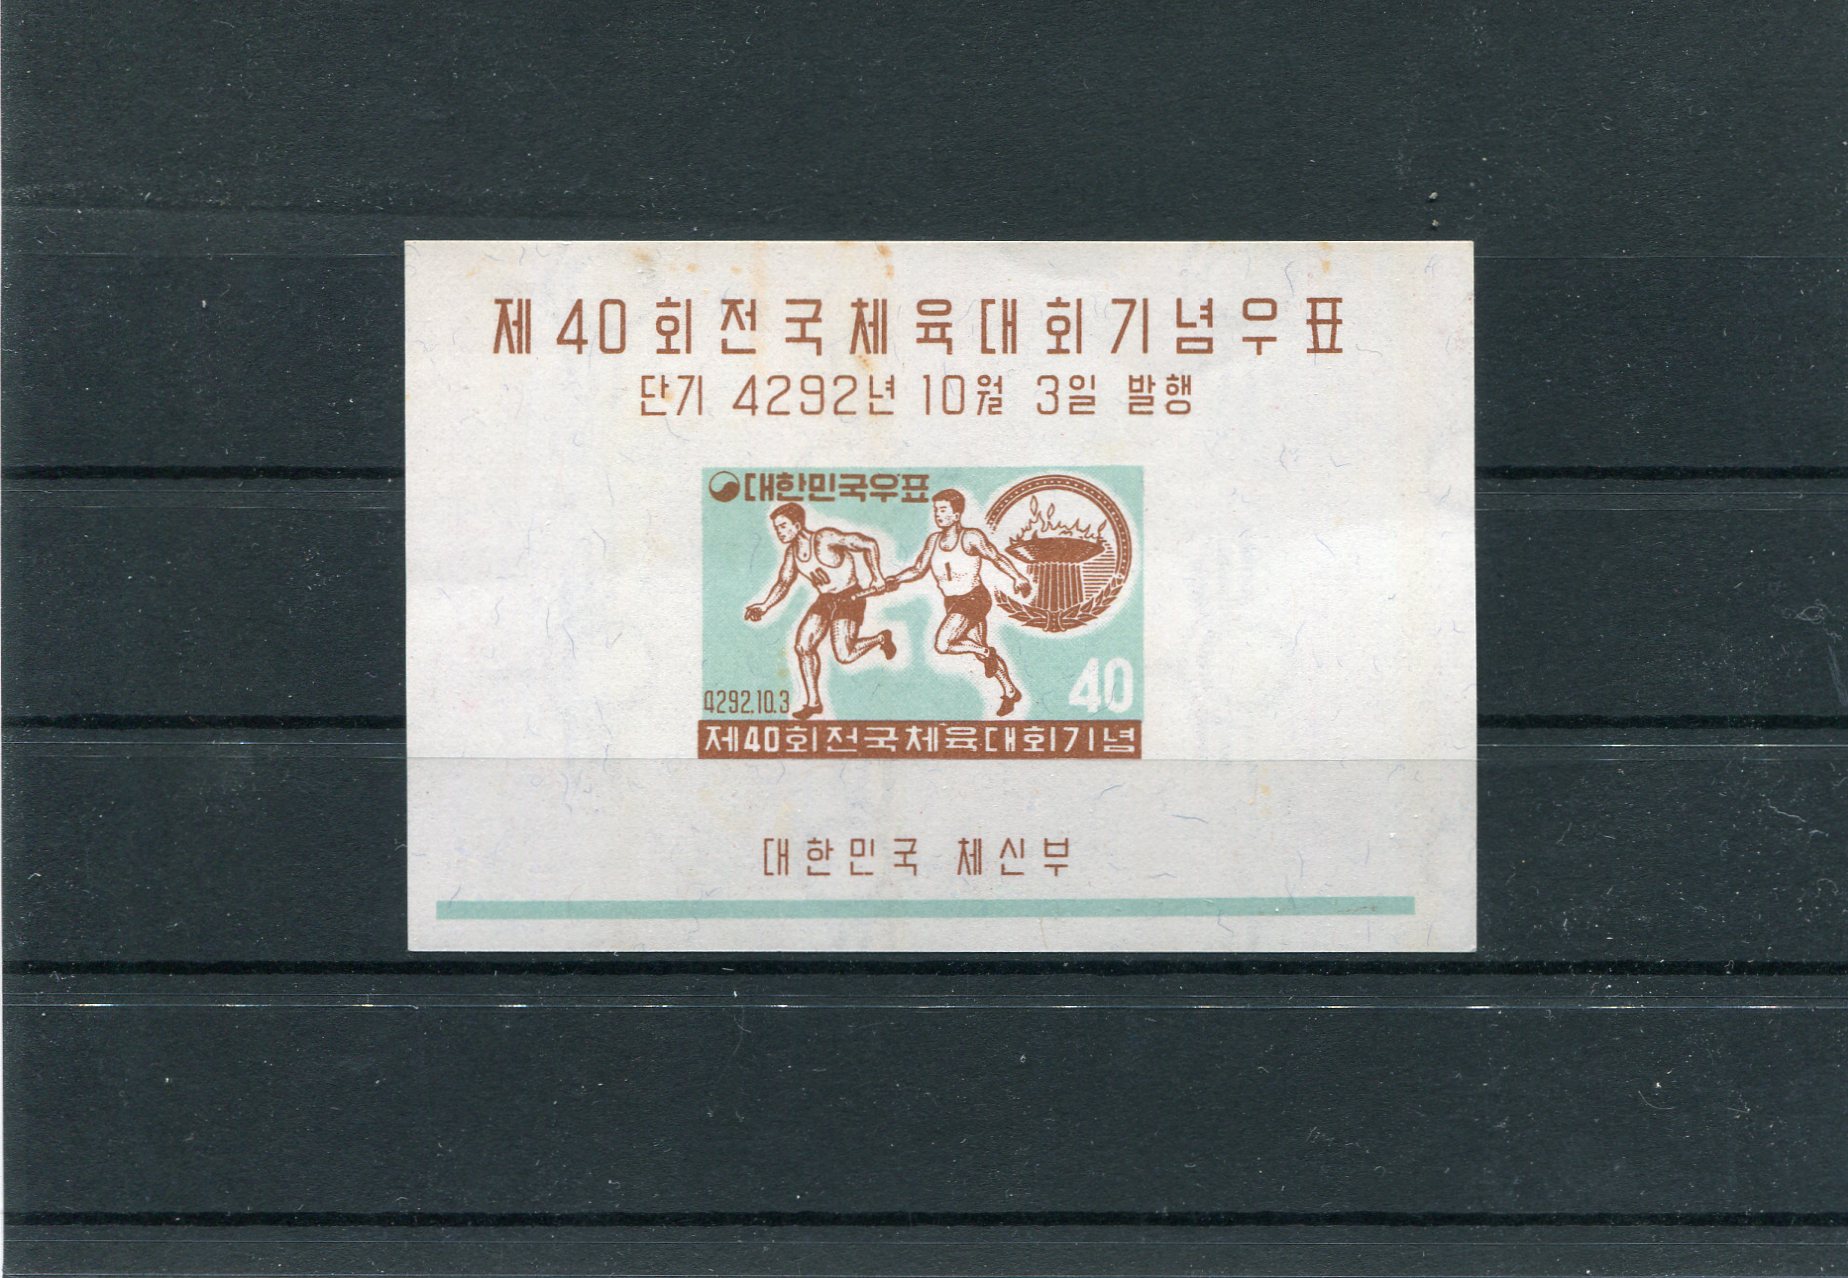 제40회전국체육대회기념우표
단기 4292년 10월 3일 발행
대한민국우표
40
1
4292.10.3
40
제40회전국체육대회기념
대한민국 체신부